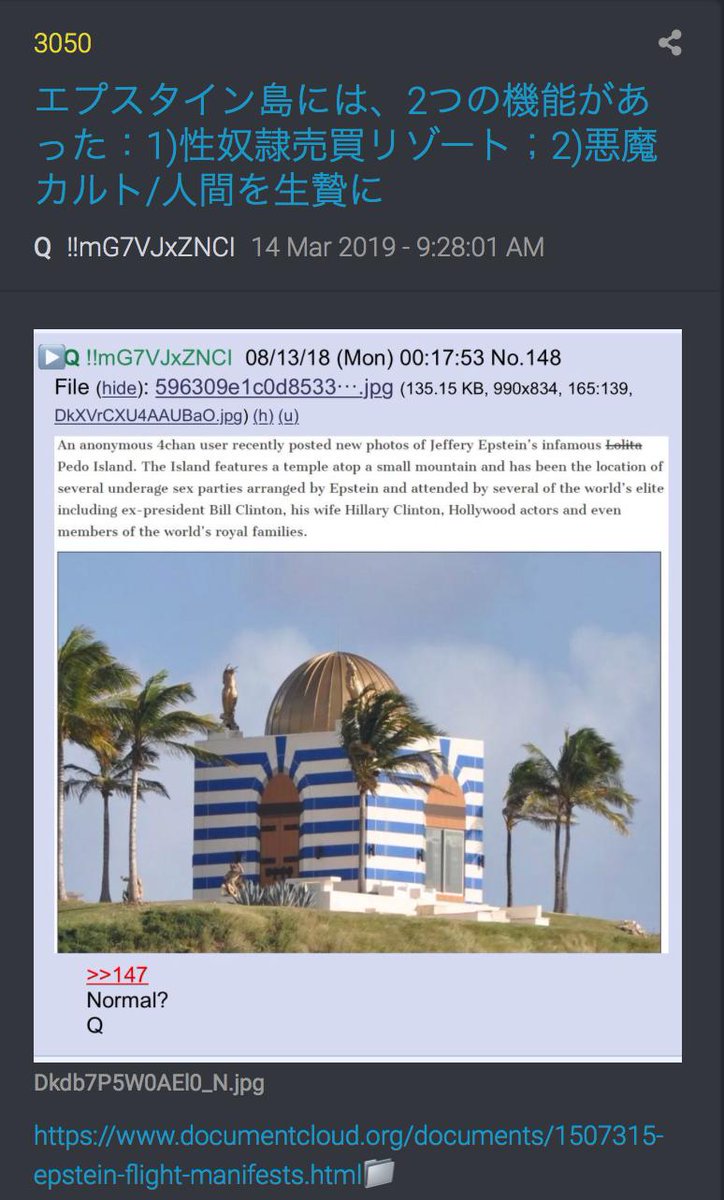 3050
エプスタイン島には、2つの機能があ
った：1)性奴隷売買リゾート；2)悪魔
カルト/人間を生贄に
Q !!mG7VJxZNCI 14 Mar 2019 - 9:28:01 AM
Q !!mG7VJxZNCI 08/13/18 (Mon) 00:17:53 No.148
File (hide): 596309e1c0d8533⋯.jpg (135.15 KB, 990x834, 165:139,
DkXVrCXU4AAUBaO.jpg) (h) (u)
An anonymous 4chan user recently posted new photos of Jeffery Epstein's infamous Lolita
Pedo Island. The Island features a temple atop a small mountain and has been the location of
several underage sex parties arranged by Epstein and attended by several of the world's elite
including ex-president Bill Clinton, his wife Hillary Clinton, Hollywood actors and even
members of the world's royal families.
>>147
Normal?
Q
Dkdb7P5W0AEl0_N.jpg
https://www.documentcloud.org/documents/1507315-
epstein-flight-manifests.html